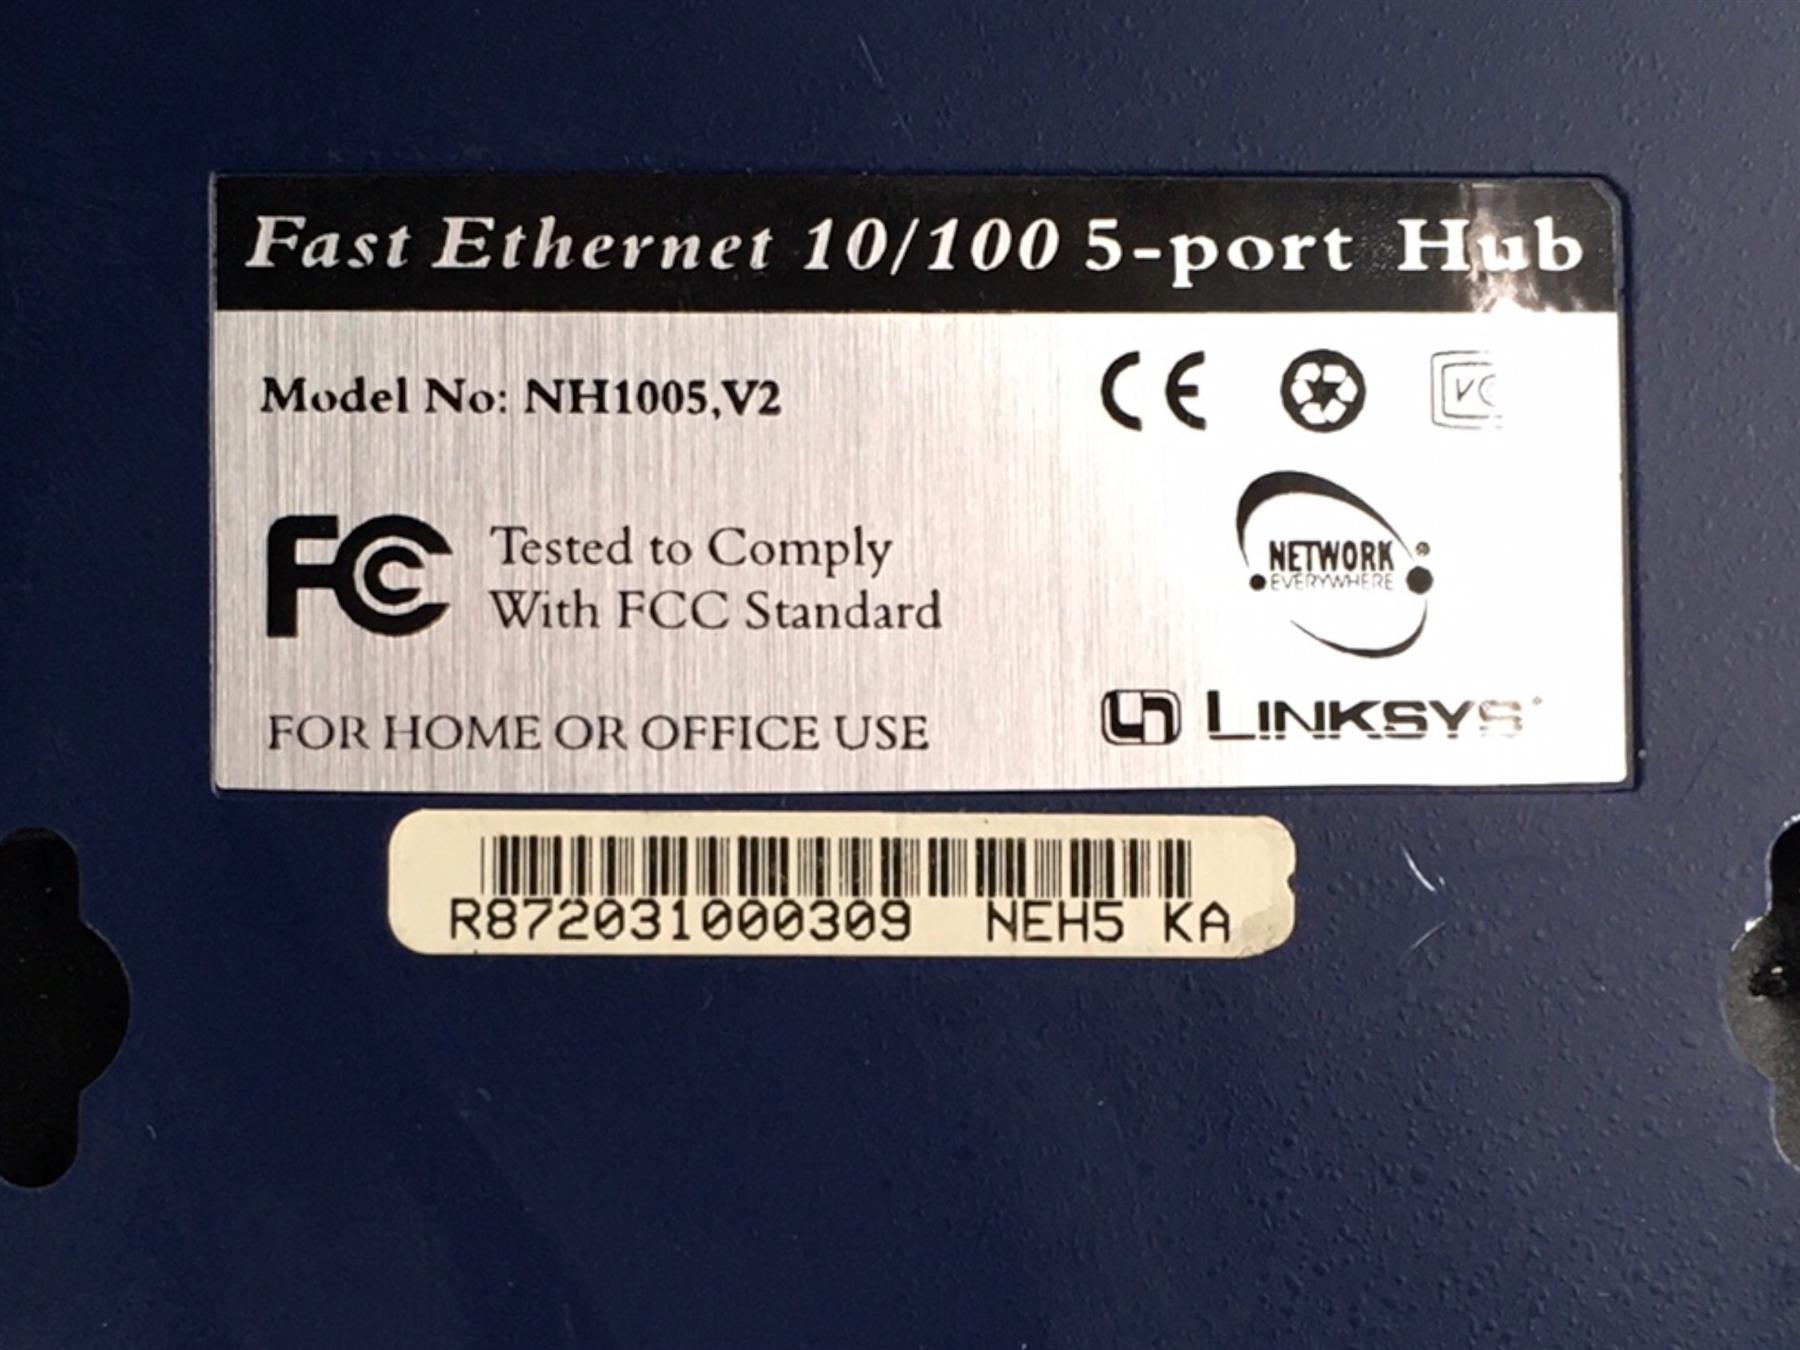 Fast Ethernet 10/100 5-port Hub
Model No: NH1005,V2
CE
FC Tested to Comply
With FCC Standard
NETWORK ®
EVERYWHERE
FOR HOME OR OFFICE USE
LINKSYS®
R872031000309 NEH5 KA